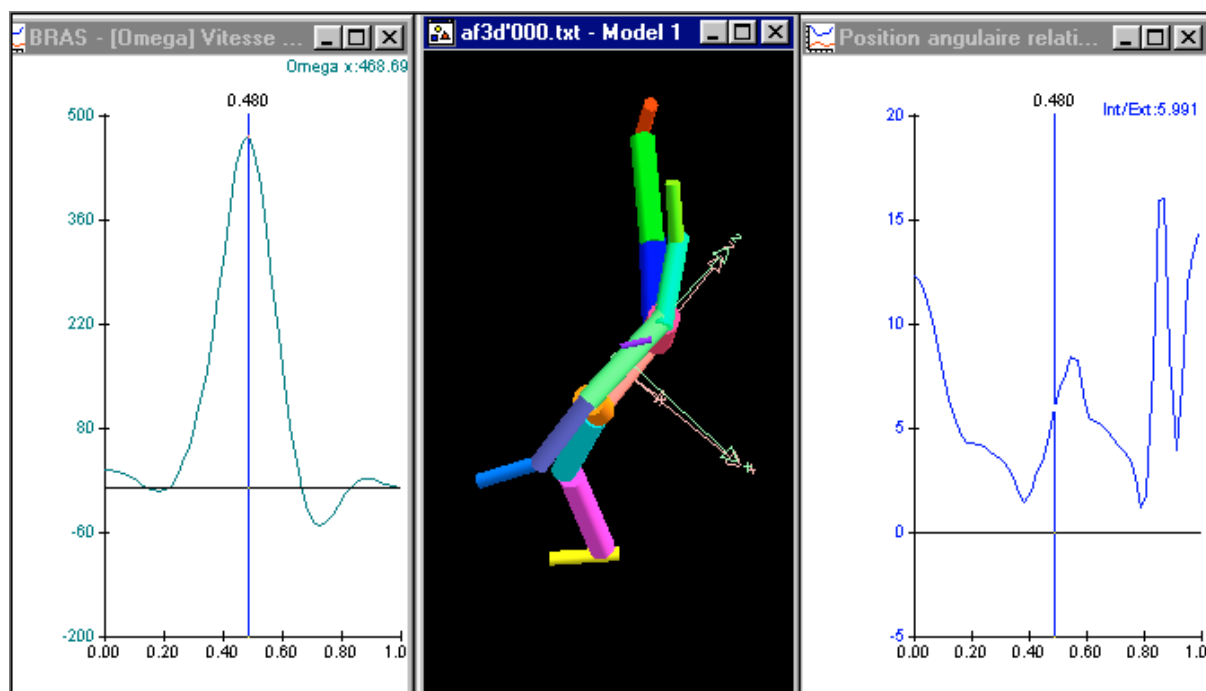 BRAS - [Omega] Vitesse ...
Omega x:468.69
0.480
500
360
220
80
-60
-200
0.00 0.20 0.40 0.60 0.80 1.0
af3d'000.txt - Model 1
Position angulaire relati...
Int/Ext:5.991
0.480
20
15
10
5
0
-5
0.00 0.20 0.40 0.60 0.80 1.0